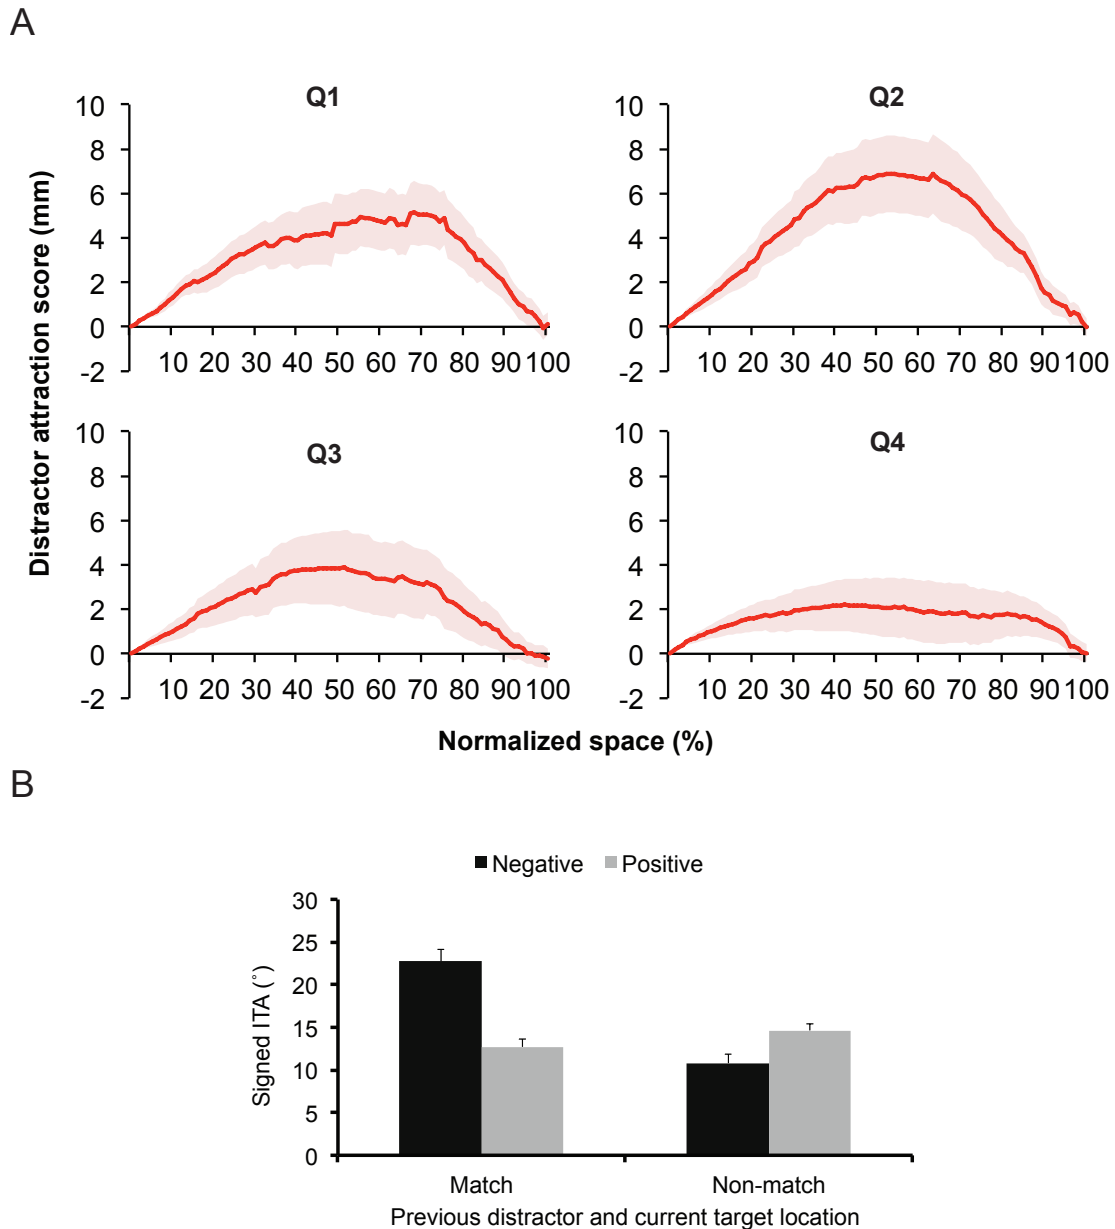 A
Q1
Q2
10
8
6
4
2
0
-2
10 20 30 40 50 60 70 80 90 100
10
8
6
4
2
0
-2
10 20 30 40 50 60 70 80 90 100
Distractor attraction score (mm)
Q3
Q4
10
8
6
4
2
0
-2
10 20 30 40 50 60 70 80 90 100
10
8
6
4
2
0
-2
10 20 30 40 50 60 70 80 90 100
Normalized space (%)
B
Negative Positive
Signed ITA (°)
30
25
20
15
10
5
0
Match Non-match
Previous distractor and current target location